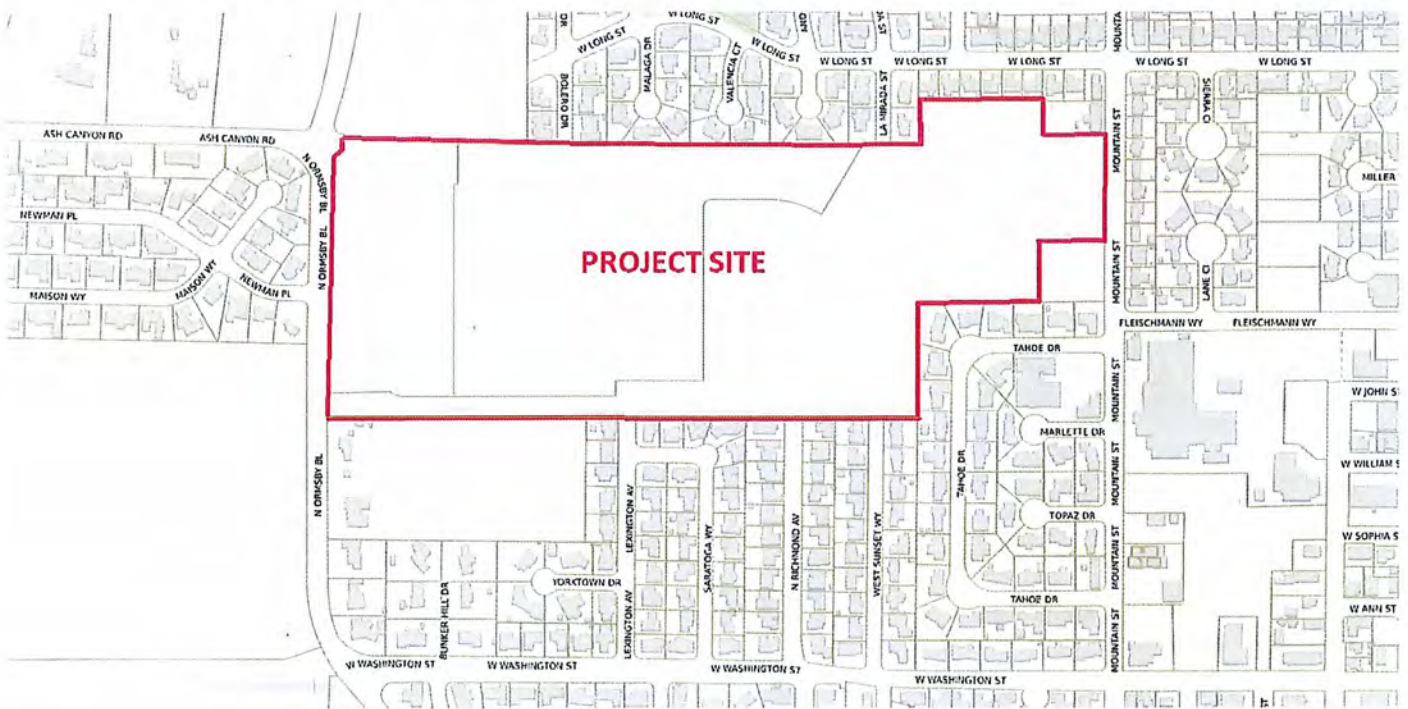 W LONG ST
W LONG ST
MALAGA DR
VALENCIA CT
W LONG ST
BOLERO DR
W LONG ST
LA MIRADA ST
W LONG ST
W LONG ST
MOUNTAIN ST
W LONG ST
SIERRA CI
W LONG ST
ASH CANYON RD
ASH CANYON RD
N ORMSBY BL
MOUNTAIN ST
MILLER
NEWMAN PL
N ORMSBY BL
PROJECT SITE
MAISON WY
MAISON WY
NEWMAN PL
MOUNTAIN ST
LANE CI
FLEISCHMANN WY
FLEISCHMANN WY
TAHOE DR
MOUNTAIN ST
W JOHN ST
MARLETTE DR
N ORMSBY BL
TAHOE DR
MOUNTAIN ST
W WILLIAM S
LEXINGTON AV
SARATOGA WY
N RICHMOND AV
WEST SUNSET WY
TOPAZ DR
MOUNTAIN ST
W SOPHIA S
YORKTOWN DR
BUNKER HILL DR
LEXINGTON AV
TAHOE DR
MOUNTAIN ST
W ANN ST
W WASHINGTON ST
W WASHINGTON ST
W WASHINGTON ST
W WASHINGTON ST